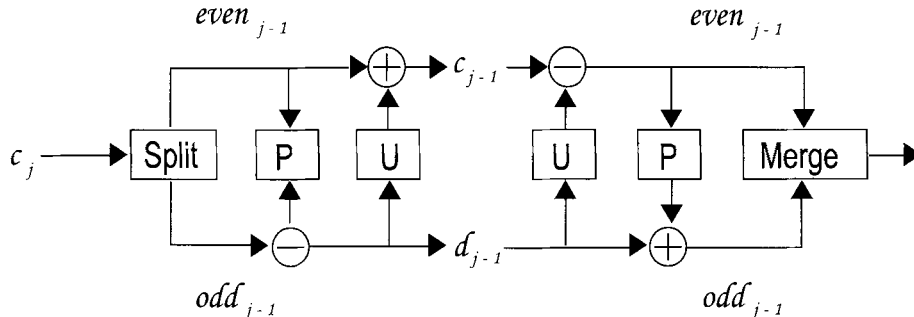 even j-1 even j-1
+ c j-1 −
c j Split P U U P Merge
− d j-1 +
odd j-1 odd j-1